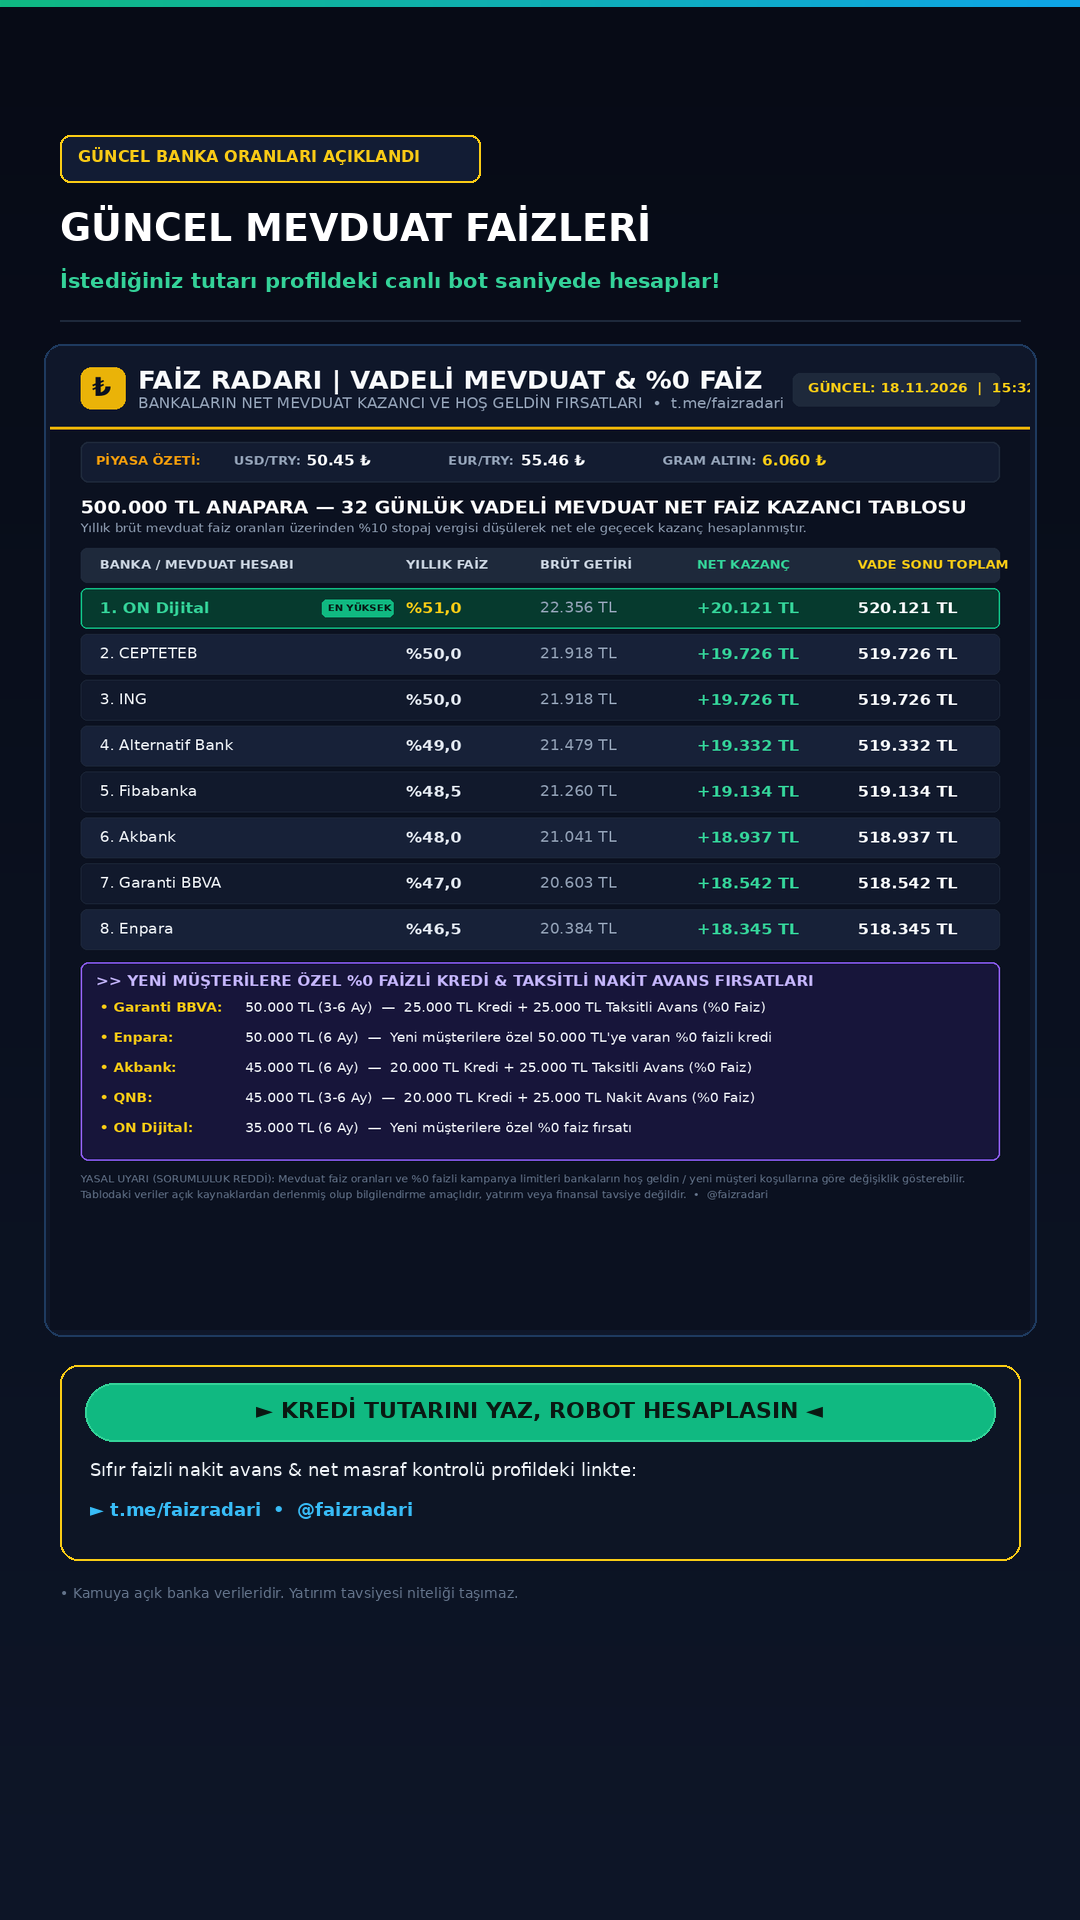 GÜNCEL BANKA ORANLARI AÇIKLANDI
GÜNCEL MEVDUAT FAİZLERİ
İstediğiniz tutarı profildeki canlı bot saniyede hesaplar!
₺ FAİZ RADARI | VADELİ MEVDUAT & %0 FAİZ
BANKALARIN NET MEVDUAT KAZANCI VE HOŞ GELDİN FIRSATLARI • t.me/faizradari
GÜNCEL: 18.11.2026 | 15:32
PİYASA ÖZETİ: USD/TRY: 50.45 ₺ EUR/TRY: 55.46 ₺ GRAM ALTIN: 6.060 ₺
500.000 TL ANAPARA — 32 GÜNLÜK VADELİ MEVDUAT NET FAİZ KAZANCI TABLOSU
Yıllık brüt mevduat faiz oranları üzerinden %10 stopaj vergisi düşülerek net ele geçecek kazanç hesaplanmıştır.
BANKA / MEVDUAT HESABI YILLIK FAİZ BRÜT GETİRİ NET KAZANÇ VADE SONU TOPLAM
1. ON Dijital EN YÜKSEK %51,0 22.356 TL +20.121 TL 520.121 TL
2. CEPTETEB %50,0 21.918 TL +19.726 TL 519.726 TL
3. ING %50,0 21.918 TL +19.726 TL 519.726 TL
4. Alternatif Bank %49,0 21.479 TL +19.332 TL 519.332 TL
5. Fibabanka %48,5 21.260 TL +19.134 TL 519.134 TL
6. Akbank %48,0 21.041 TL +18.937 TL 518.937 TL
7. Garanti BBVA %47,0 20.603 TL +18.542 TL 518.542 TL
8. Enpara %46,5 20.384 TL +18.345 TL 518.345 TL
>> YENİ MÜŞTERİLERE ÖZEL %0 FAİZLİ KREDİ & TAKSİTLİ NAKİT AVANS FIRSATLARI
• Garanti BBVA: 50.000 TL (3-6 Ay) — 25.000 TL Kredi + 25.000 TL Taksitli Avans (%0 Faiz)
• Enpara: 50.000 TL (6 Ay) — Yeni müşterilere özel 50.000 TL'ye varan %0 faizli kredi
• Akbank: 45.000 TL (6 Ay) — 20.000 TL Kredi + 25.000 TL Taksitli Avans (%0 Faiz)
• QNB: 45.000 TL (3-6 Ay) — 20.000 TL Kredi + 25.000 TL Nakit Avans (%0 Faiz)
• ON Dijital: 35.000 TL (6 Ay) — Yeni müşterilere özel %0 faiz fırsatı
YASAL UYARI (SORUMLULUK REDDİ): Mevduat faiz oranları ve %0 faizli kampanya limitleri bankaların hoş geldin / yeni müşteri koşullarına göre değişiklik gösterebilir.
Tablodaki veriler açık kaynaklardan derlenmiş olup bilgilendirme amaçlıdır, yatırım veya finansal tavsiye değildir. • @faizradari
► KREDİ TUTARINI YAZ, ROBOT HESAPLASIN ◄
Sıfır faizli nakit avans & net masraf kontrolü profildeki linkte:
► t.me/faizradari • @faizradari
• Kamuya açık banka verileridir. Yatırım tavsiyesi niteliği taşımaz.